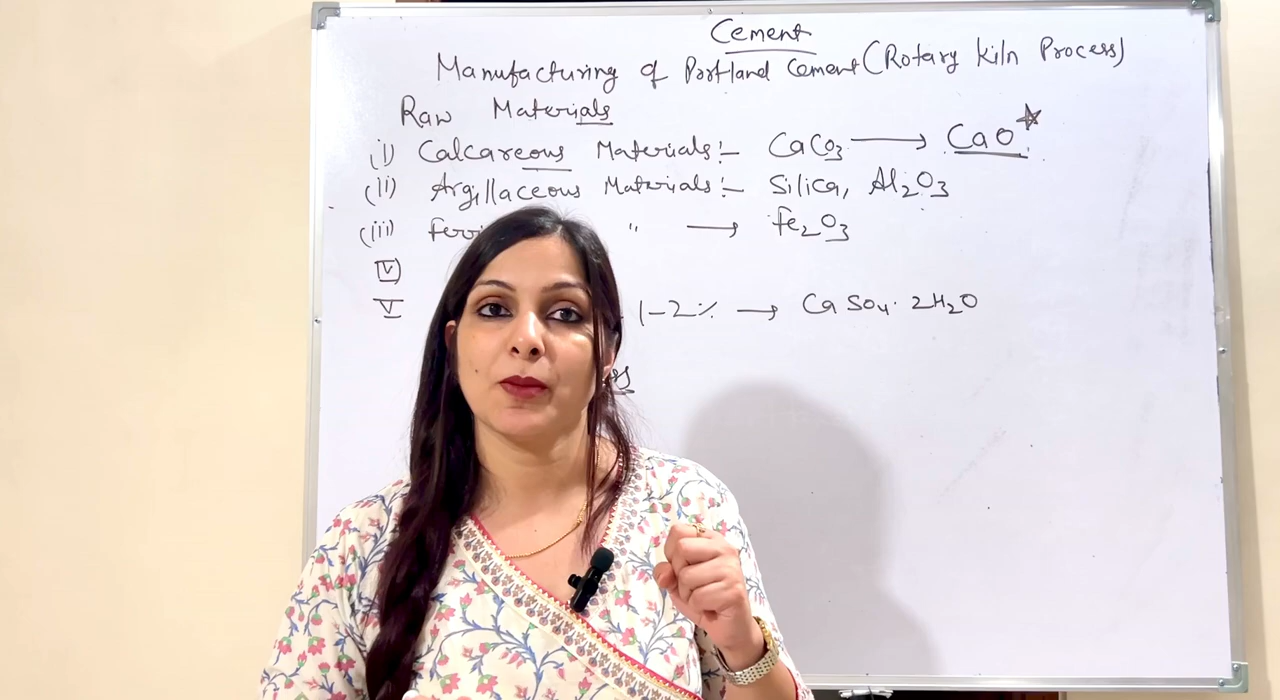 Cement
Manufacturing of Portland Cement (Rotary Kiln Process)
Raw Materials
(i) Calcareous Materials :- CaCO3 → CaO
(ii) Argillaceous Materials :- Silica, Al2O3
(iii) " → Fe2O3
IV)
V 1-2% → CaSO4. 2H2O